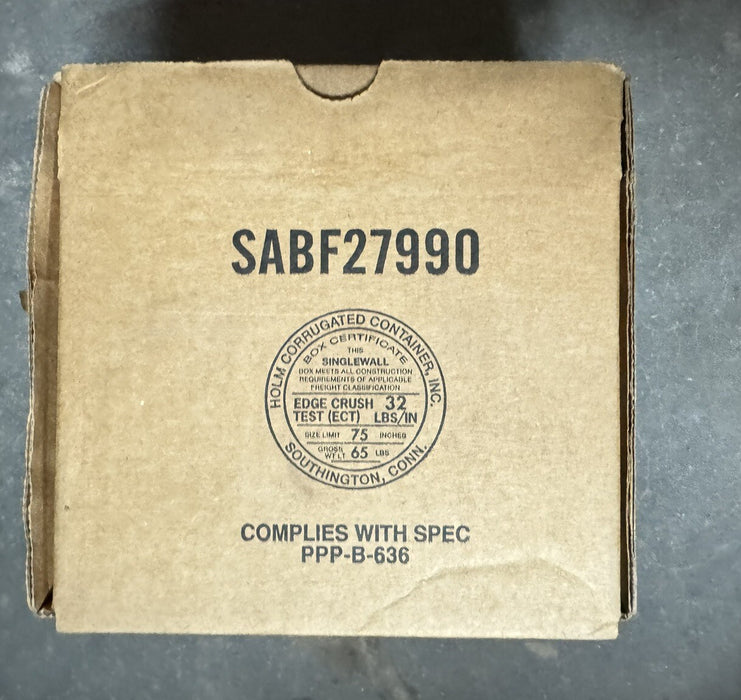 SABF27990
HOLM CORRUGATED CONTAINER, INC.
BOX CERTIFICATE
THIS
SINGLEWALL
BOX MEETS ALL CONSTRUCTION
REQUIREMENTS OF APPLICABLE
FREIGHT CLASSIFICATION
EDGE CRUSH 32
TEST (ECT) LBS/IN
SIZE LIMIT 75 INCHES
GROSS
WT LT 65 LBS
SOUTHINGTON, CONN.
COMPLIES WITH SPEC
PPP-B-636